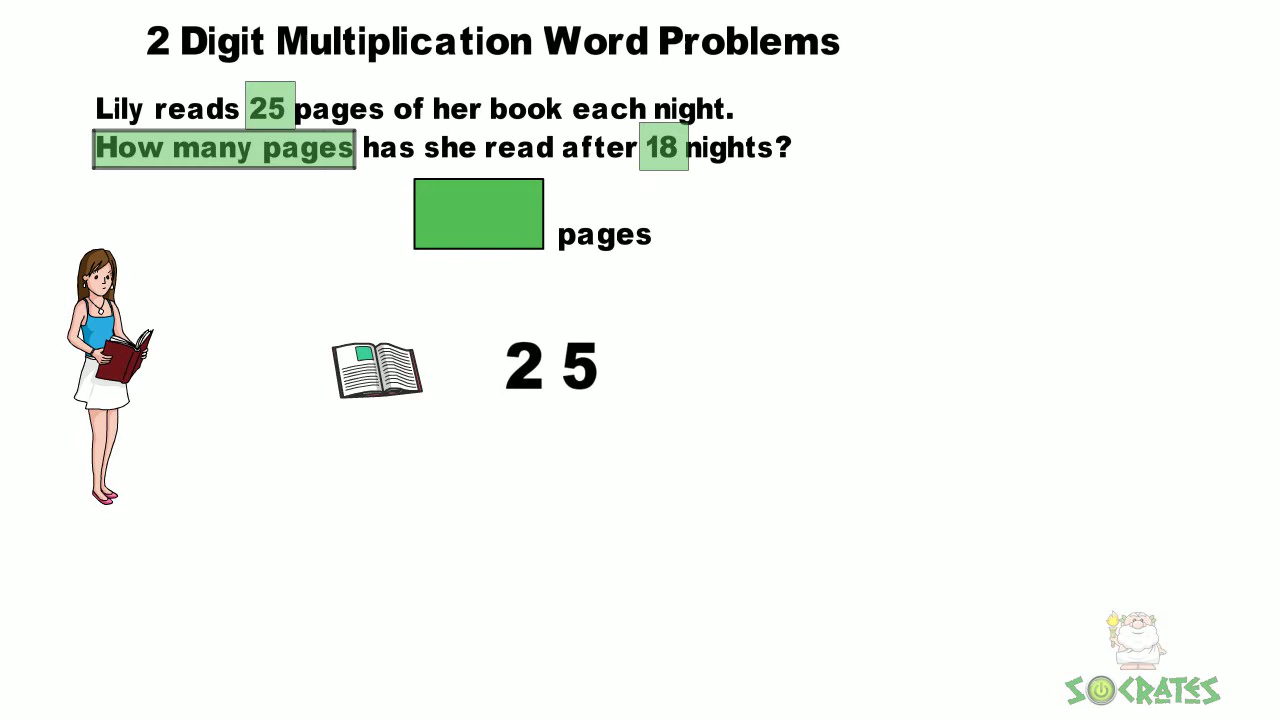 2 Digit Multiplication Word Problems
Lily reads 25 pages of her book each night.
How many pages has she read after 18 nights?
pages
2 5
SOCRATES